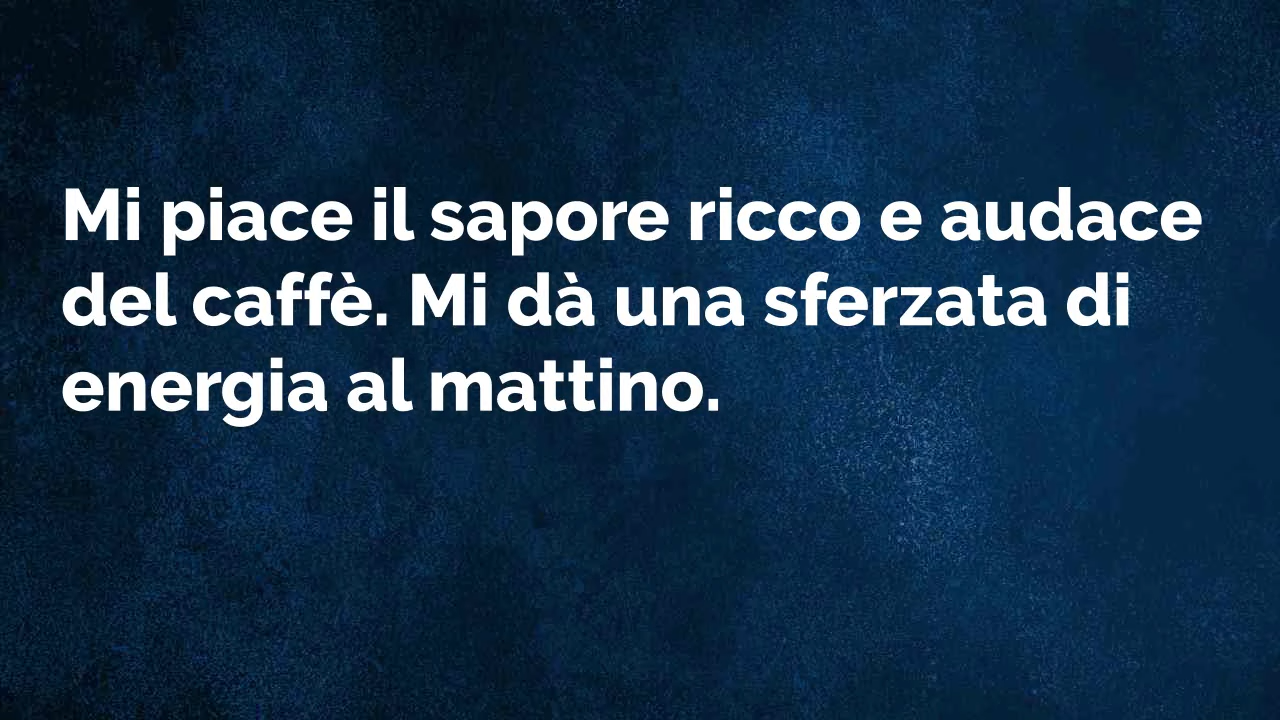 Mi piace il sapore ricco e audace
del caffè. Mi dà una sferzata di
energia al mattino.